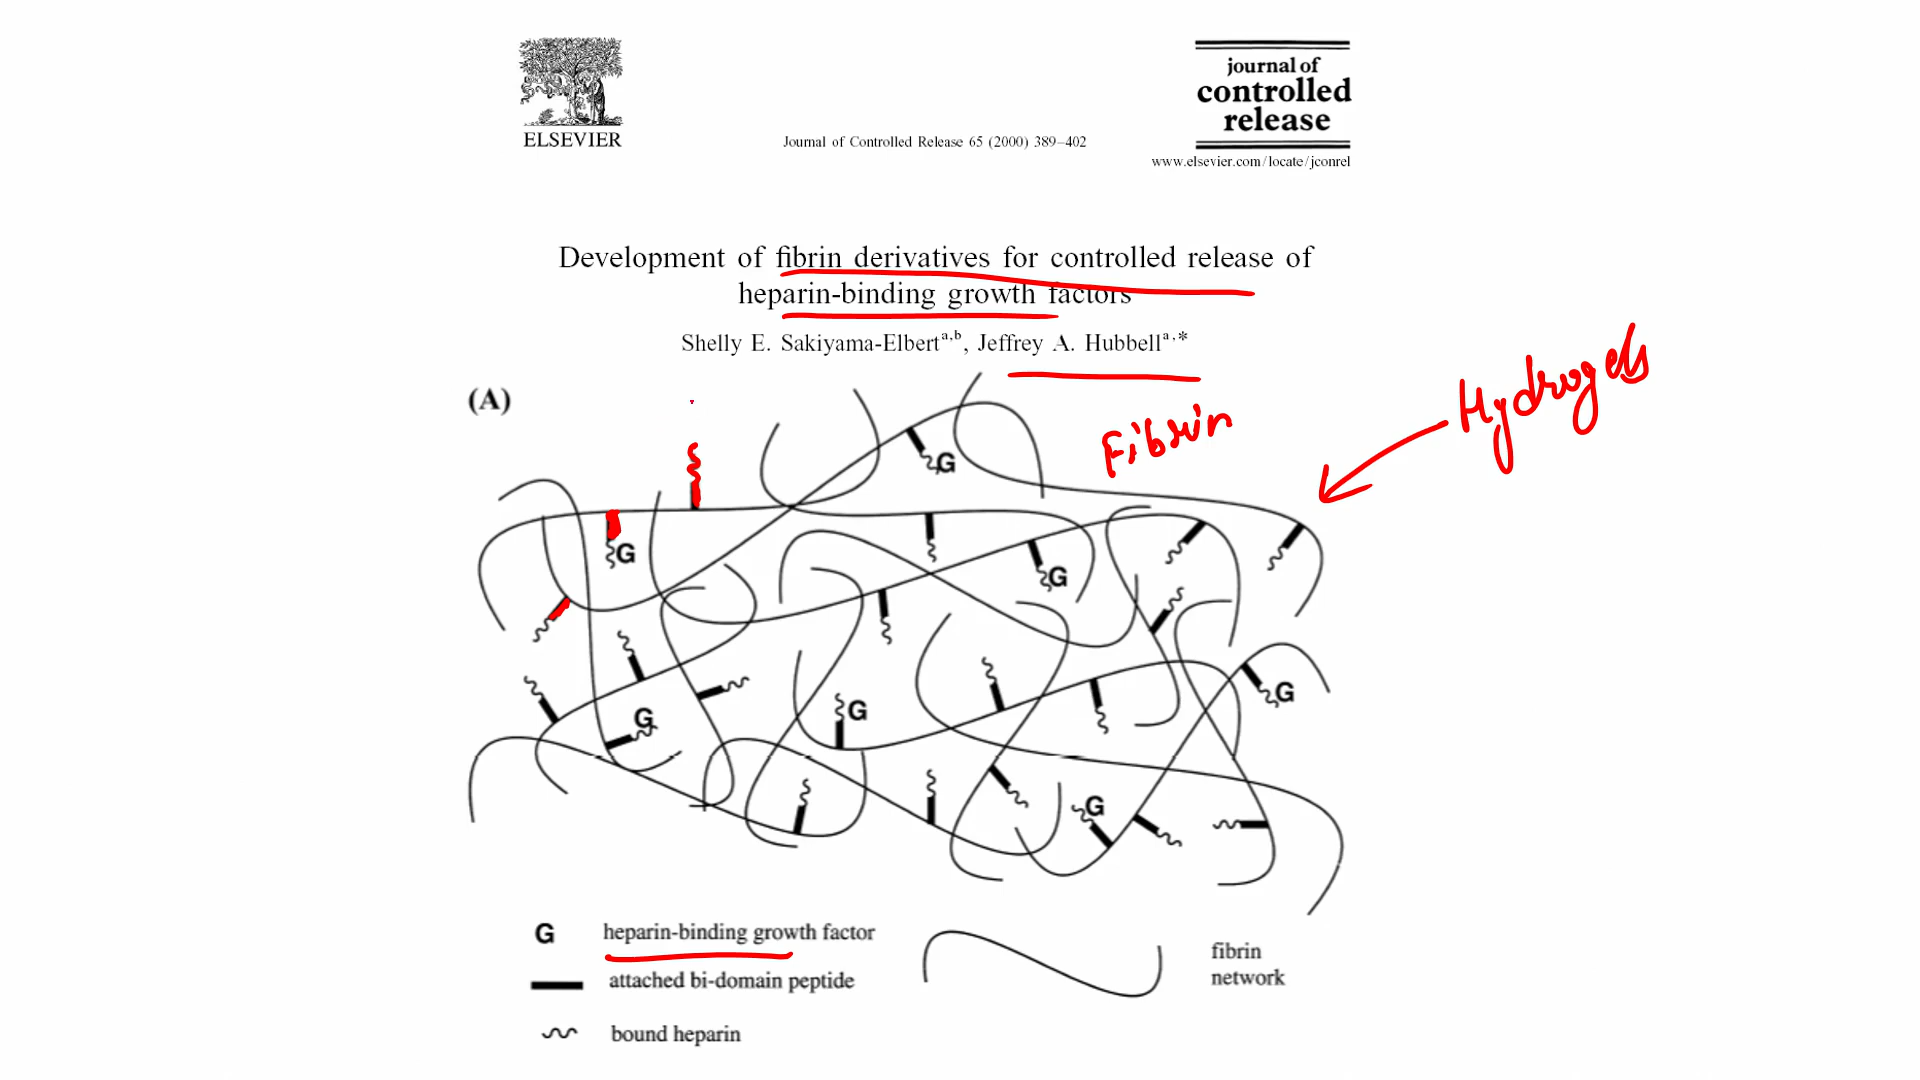 ELSEVIER
Journal of Controlled Release 65 (2000) 389–402
journal of
controlled
release
www.elsevier.com/locate/jconrel
Development of fibrin derivatives for controlled release of
heparin-binding growth factors
Shelly E. Sakiyama-Elbert a,b, Jeffrey A. Hubbell a,*
(A)
Fibrin
Hydrogels
G
G
G
G
G
G
G
G heparin-binding growth factor
attached bi-domain peptide
bound heparin
fibrin
network